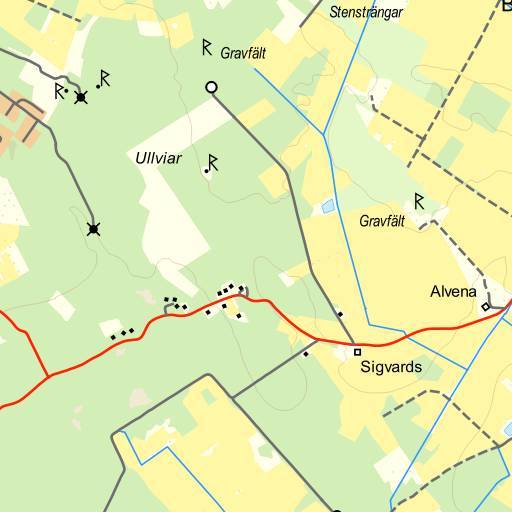 Stensträngar
Gravfält
Ullviar
Gravfält
Alvena
Sigvards